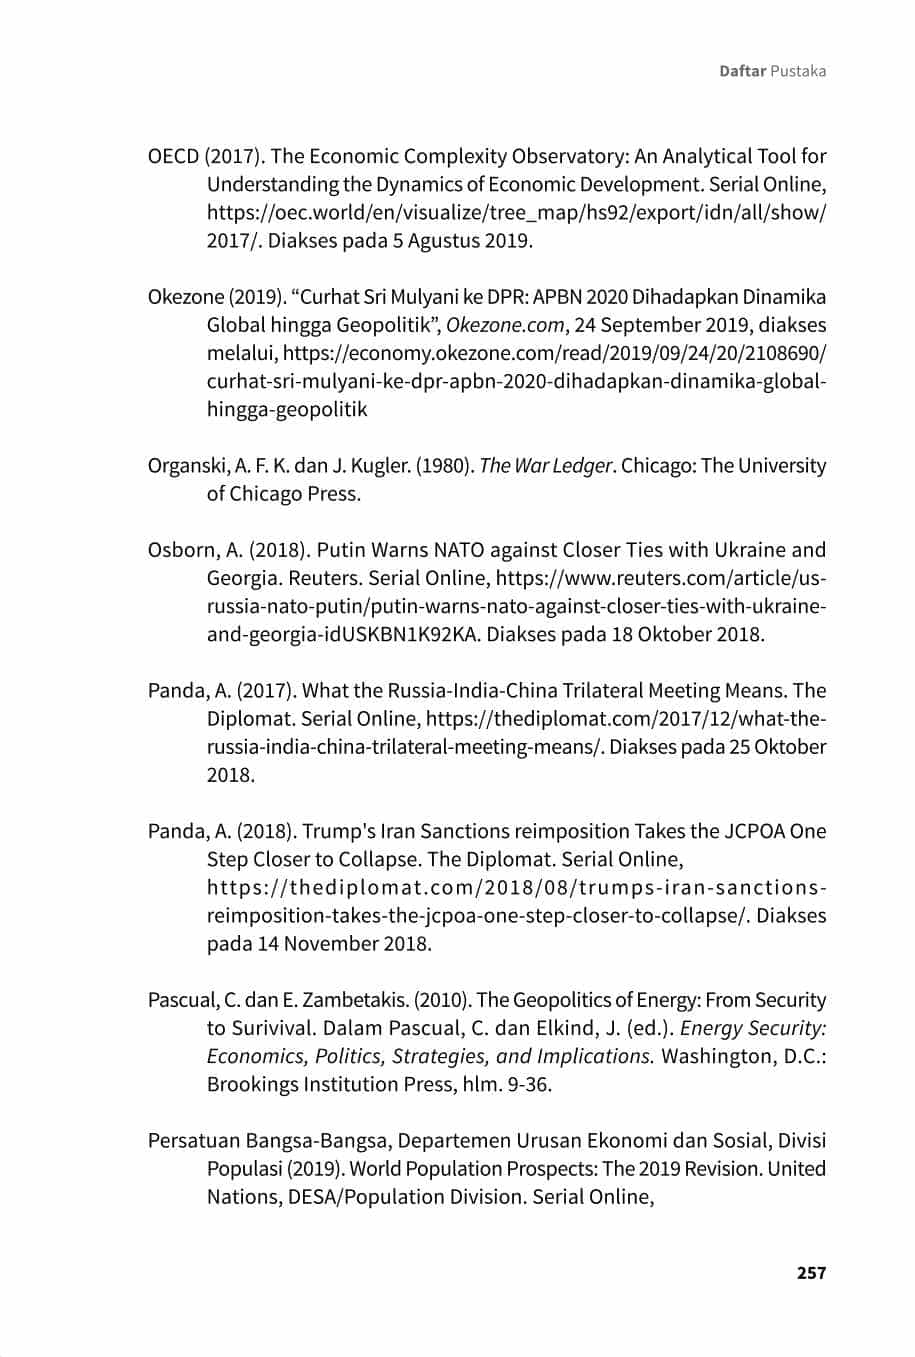 Daftar Pustaka
OECD (2017). The Economic Complexity Observatory: An Analytical Tool for
Understanding the Dynamics of Economic Development. Serial Online,
https://oec.world/en/visualize/tree_map/hs92/export/idn/all/show/
2017/. Diakses pada 5 Agustus 2019.
Okezone (2019). “Curhat Sri Mulyani ke DPR: APBN 2020 Dihadapkan Dinamika
Global hingga Geopolitik”, Okezone.com, 24 September 2019, diakses
melalui, https://economy.okezone.com/read/2019/09/24/20/2108690/
curhat-sri-mulyani-ke-dpr-apbn-2020-dihadapkan-dinamika-global-
hingga-geopolitik
Organski, A. F. K. dan J. Kugler. (1980). The War Ledger. Chicago: The University
of Chicago Press.
Osborn, A. (2018). Putin Warns NATO against Closer Ties with Ukraine and
Georgia. Reuters. Serial Online, https://www.reuters.com/article/us-
russia-nato-putin/putin-warns-nato-against-closer-ties-with-ukraine-
and-georgia-idUSKBN1K92KA. Diakses pada 18 Oktober 2018.
Panda, A. (2017). What the Russia-India-China Trilateral Meeting Means. The
Diplomat. Serial Online, https://thediplomat.com/2017/12/what-the-
russia-india-china-trilateral-meeting-means/. Diakses pada 25 Oktober
2018.
Panda, A. (2018). Trump's Iran Sanctions reimposition Takes the JCPOA One
Step Closer to Collapse. The Diplomat. Serial Online,
https://thediplomat.com/2018/08/trumps-iran-sanctions-
reimposition-takes-the-jcpoa-one-step-closer-to-collapse/. Diakses
pada 14 November 2018.
Pascual, C. dan E. Zambetakis. (2010). The Geopolitics of Energy: From Security
to Surivival. Dalam Pascual, C. dan Elkind, J. (ed.). Energy Security:
Economics, Politics, Strategies, and Implications. Washington, D.C.:
Brookings Institution Press, hlm. 9-36.
Persatuan Bangsa-Bangsa, Departemen Urusan Ekonomi dan Sosial, Divisi
Populasi (2019). World Population Prospects: The 2019 Revision. United
Nations, DESA/Population Division. Serial Online,
257